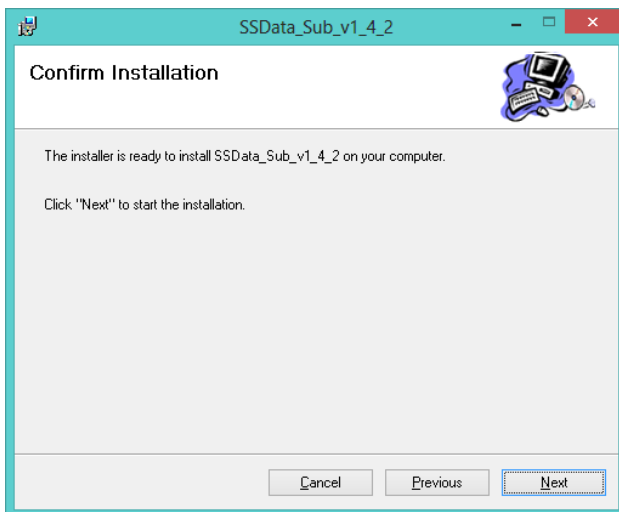 SSData_Sub_v1_4_2
Confirm Installation
The installer is ready to install SSData_Sub_v1_4_2 on your computer.
Click "Next" to start the installation.
Cancel
Previous
Next